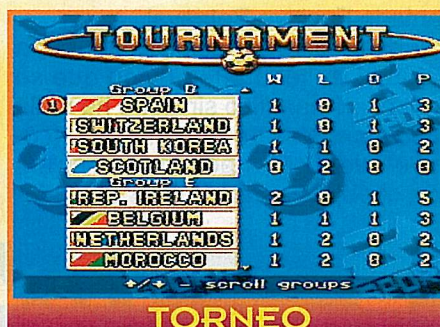 TOURNAMENT
W L D P
Group D
1 SPAIN 1 0 1 3
SWITZERLAND 1 0 1 3
SOUTH KOREA 1 1 0 2
SCOTLAND 0 2 0 0
Group E
REP. IRELAND 2 0 1 5
BELGIUM 1 1 1 3
NETHERLANDS 1 2 0 2
MOROCCO 1 2 0 2
↑/↓ - scroll groups
TORNEO